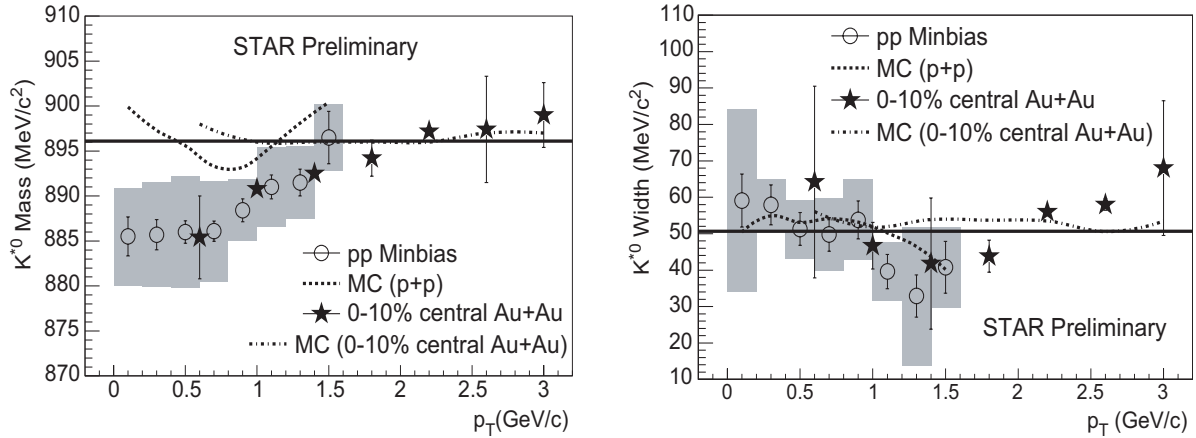 K*0 Mass (MeV/c2)
910
905
900
895
890
885
880
875
870
STAR Preliminary
pp Minbias
MC (p+p)
0-10% central Au+Au
MC (0-10% central Au+Au)
0 0.5 1 1.5 2 2.5 3
pT(GeV/c)
K*0 Width (MeV/c2)
110
100
90
80
70
60
50
40
30
20
10
pp Minbias
MC (p+p)
0-10% central Au+Au
MC (0-10% central Au+Au)
STAR Preliminary
0 0.5 1 1.5 2 2.5 3
pT (GeV/c)